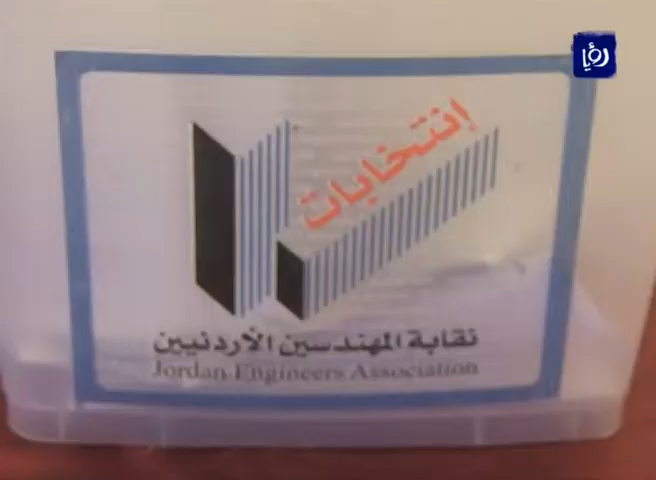 رؤيا
إنتخابات
نقابة المهندسين الأردنيين
Jordan Engineers Association